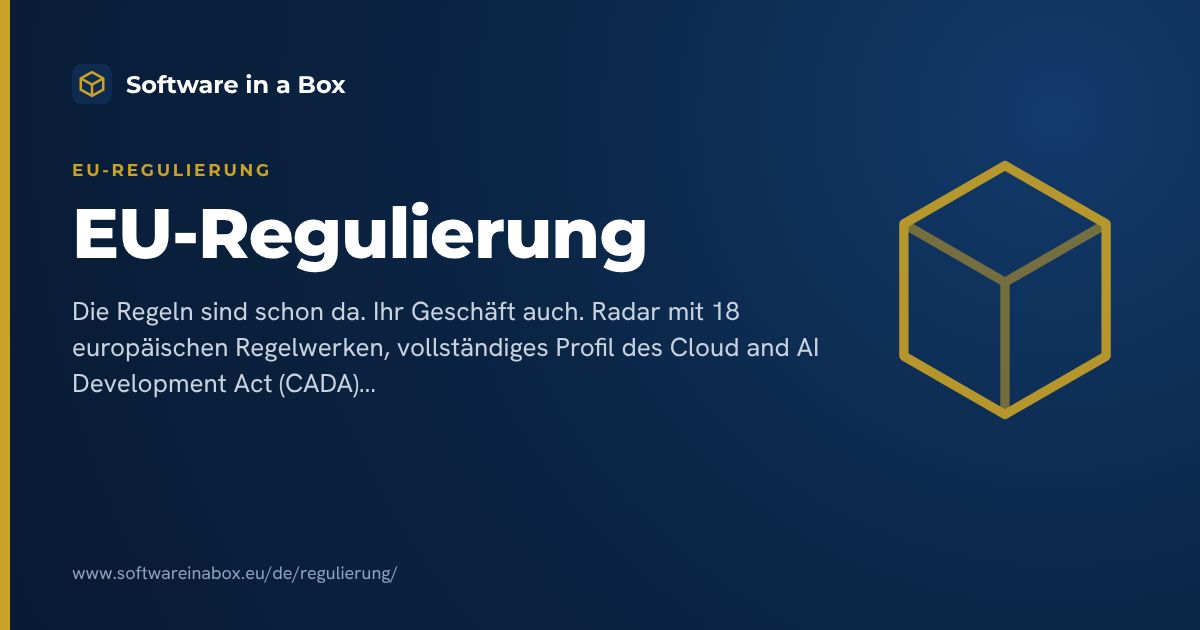 Software in a Box
EU-REGULIERUNG
EU-Regulierung
Die Regeln sind schon da. Ihr Geschäft auch. Radar mit 18
europäischen Regelwerken, vollständiges Profil des Cloud and AI
Development Act (CADA)...
www.softwareinabox.eu/de/regulierung/